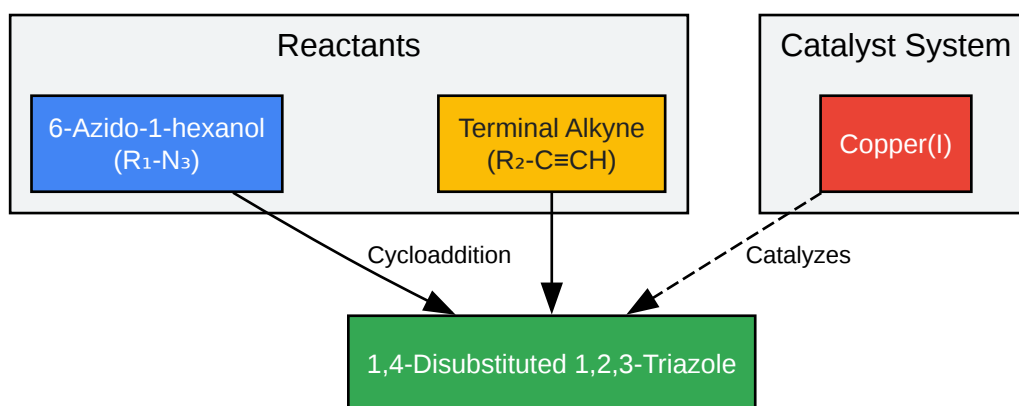 Reactants
Catalyst System
6-Azido-1-hexanol
(R₁-N₃)
Terminal Alkyne
(R₂-C≡CH)
Copper(I)
Cycloaddition
Catalyzes
1,4-Disubstituted 1,2,3-Triazole